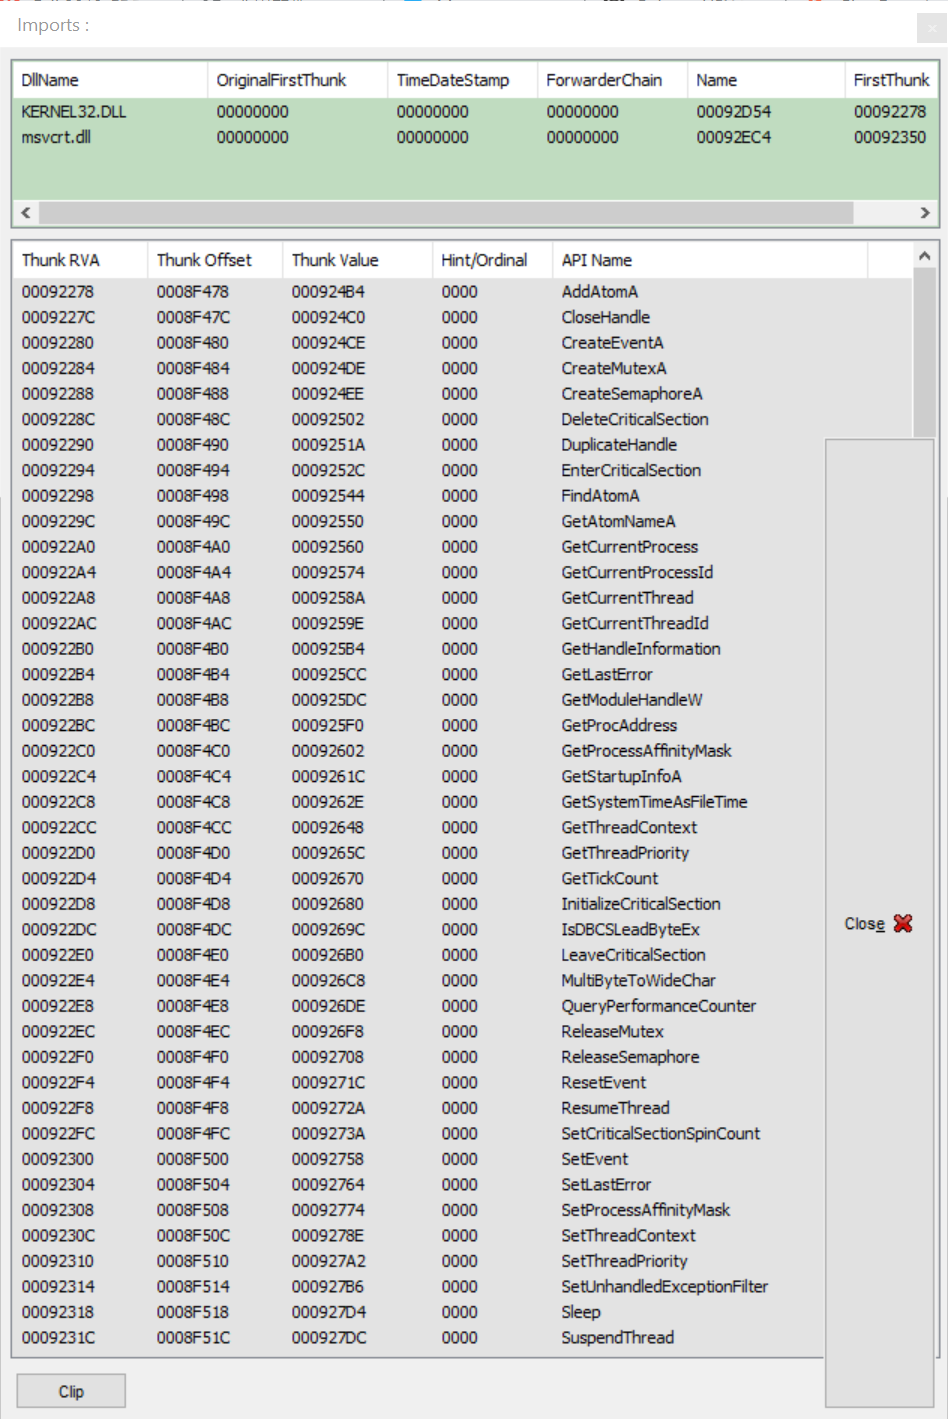 Imports :
DllName OriginalFirstThunk TimeDateStamp ForwarderChain Name FirstThunk
KERNEL32.DLL 00000000 00000000 00000000 00092D54 00092278
msvcrt.dll 00000000 00000000 00000000 00092EC4 00092350
Thunk RVA Thunk Offset Thunk Value Hint/Ordinal API Name
00092278 0008F478 000924B4 0000 AddAtomA
0009227C 0008F47C 000924C0 0000 CloseHandle
00092280 0008F480 000924CE 0000 CreateEventA
00092284 0008F484 000924DE 0000 CreateMutexA
00092288 0008F488 000924EE 0000 CreateSemaphoreA
0009228C 0008F48C 00092502 0000 DeleteCriticalSection
00092290 0008F490 0009251A 0000 DuplicateHandle
00092294 0008F494 0009252C 0000 EnterCriticalSection
00092298 0008F498 00092544 0000 FindAtomA
0009229C 0008F49C 00092550 0000 GetAtomNameA
000922A0 0008F4A0 00092560 0000 GetCurrentProcess
000922A4 0008F4A4 00092574 0000 GetCurrentProcessId
000922A8 0008F4A8 0009258A 0000 GetCurrentThread
000922AC 0008F4AC 0009259E 0000 GetCurrentThreadId
000922B0 0008F4B0 000925B4 0000 GetHandleInformation
000922B4 0008F4B4 000925CC 0000 GetLastError
000922B8 0008F4B8 000925DC 0000 GetModuleHandleW
000922BC 0008F4BC 000925F0 0000 GetProcAddress
000922C0 0008F4C0 00092602 0000 GetProcessAffinityMask
000922C4 0008F4C4 0009261C 0000 GetStartupInfoA
000922C8 0008F4C8 0009262E 0000 GetSystemTimeAsFileTime
000922CC 0008F4CC 00092648 0000 GetThreadContext
000922D0 0008F4D0 0009265C 0000 GetThreadPriority
000922D4 0008F4D4 00092670 0000 GetTickCount
000922D8 0008F4D8 00092680 0000 InitializeCriticalSection
000922DC 0008F4DC 0009269C 0000 IsDBCSLeadByteEx
000922E0 0008F4E0 000926B0 0000 LeaveCriticalSection
000922E4 0008F4E4 000926C8 0000 MultiByteToWideChar
000922E8 0008F4E8 000926DE 0000 QueryPerformanceCounter
000922EC 0008F4EC 000926F8 0000 ReleaseMutex
000922F0 0008F4F0 00092708 0000 ReleaseSemaphore
000922F4 0008F4F4 0009271C 0000 ResetEvent
000922F8 0008F4F8 0009272A 0000 ResumeThread
000922FC 0008F4FC 0009273A 0000 SetCriticalSectionSpinCount
00092300 0008F500 00092758 0000 SetEvent
00092304 0008F504 00092764 0000 SetLastError
00092308 0008F508 00092774 0000 SetProcessAffinityMask
0009230C 0008F50C 0009278E 0000 SetThreadContext
00092310 0008F510 000927A2 0000 SetThreadPriority
00092314 0008F514 000927B6 0000 SetUnhandledExceptionFilter
00092318 0008F518 000927D4 0000 Sleep
0009231C 0008F51C 000927DC 0000 SuspendThread
Close
Clip